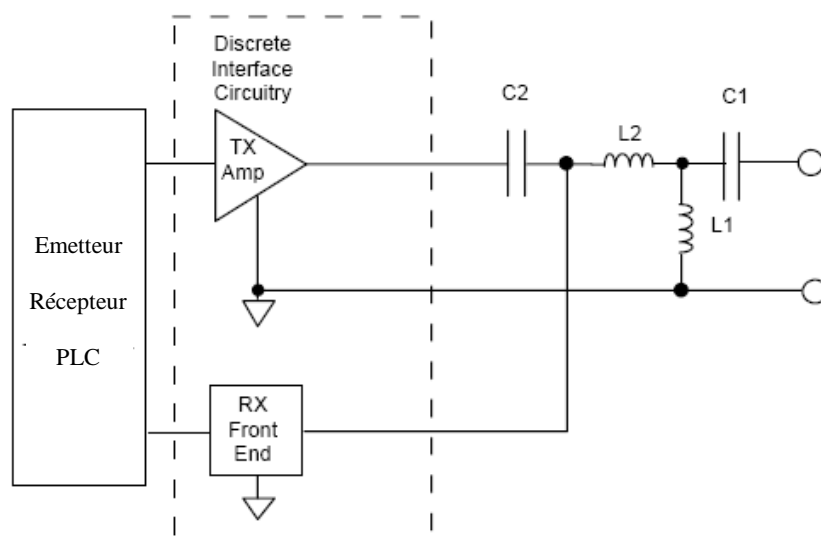 Discrete
Interface
Circuitry
TX
Amp
C2
L2
C1
L1
Emetteur
Récepteur
PLC
RX
Front
End